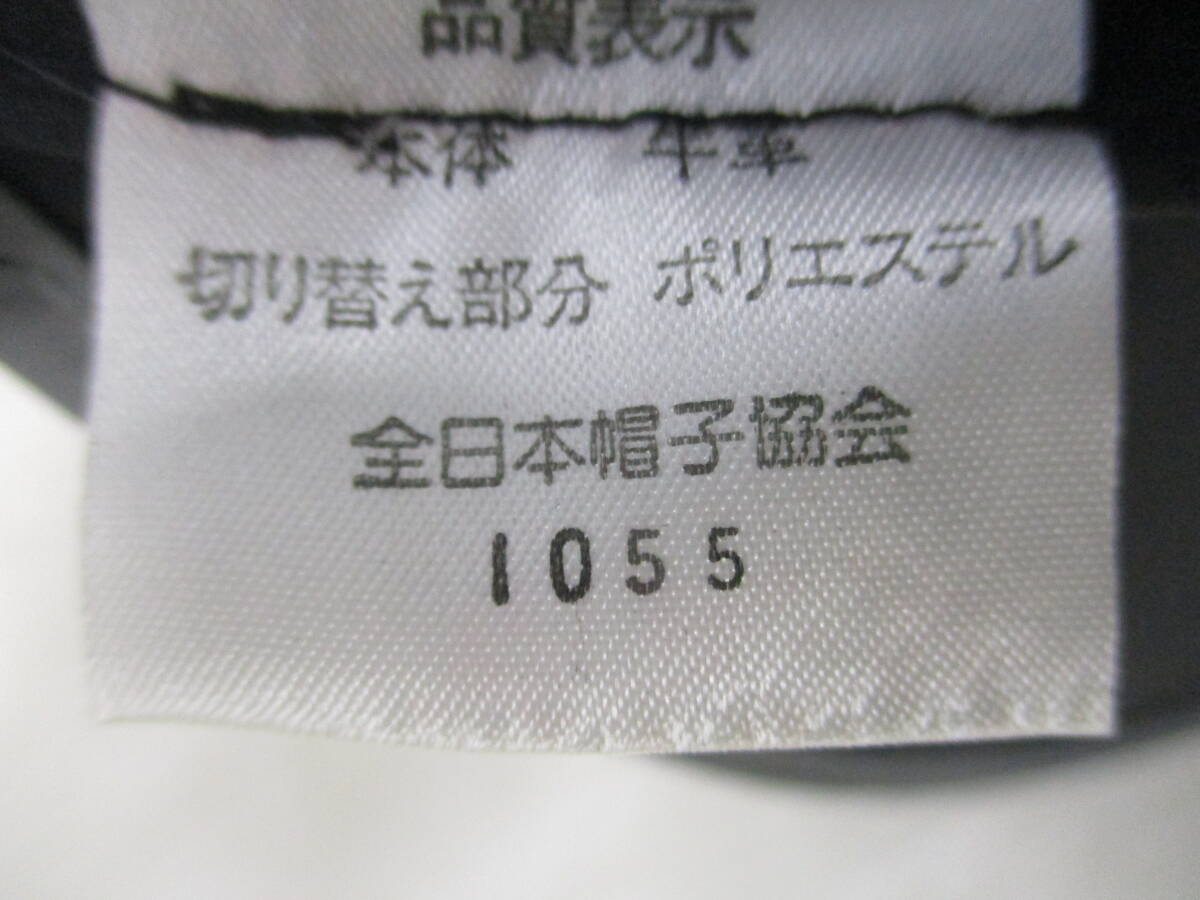 品質表示
本体 牛革
切り替え部分 ポリエステル
全日本帽子協会
1055